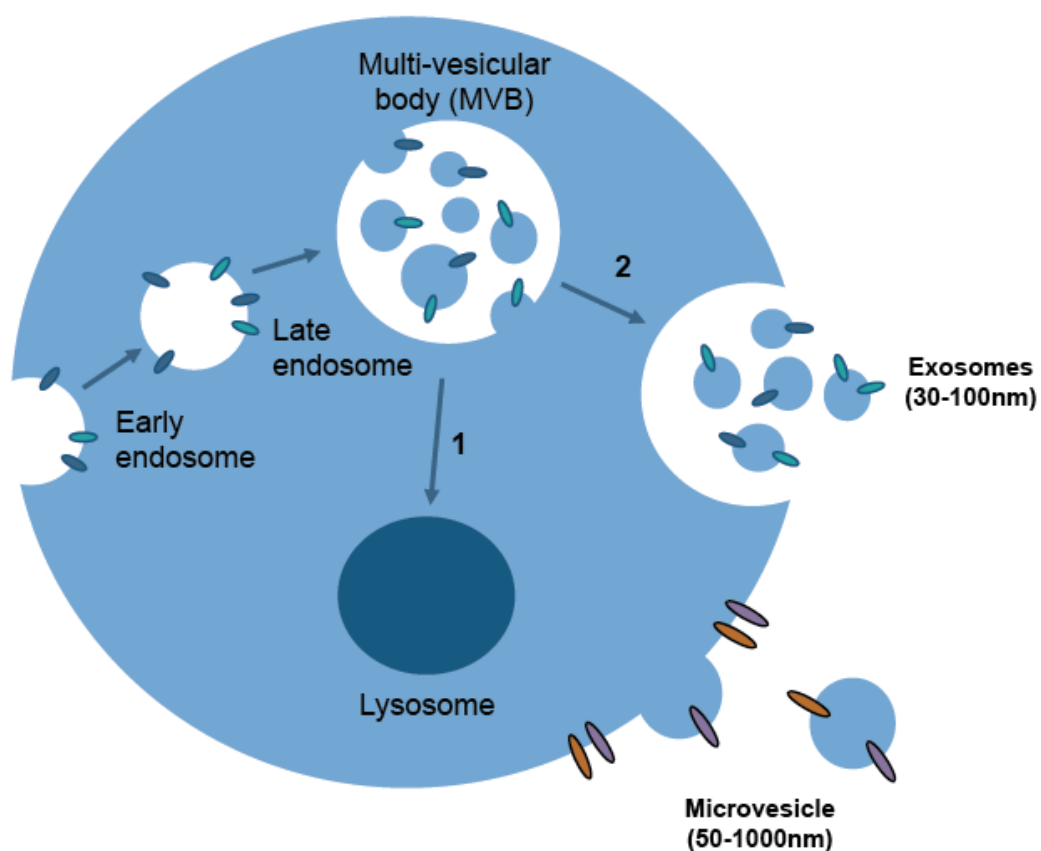 Multi-vesicular
body (MVB)
2
Late
endosome
Exosomes
(30-100nm)
Early
endosome
1
Lysosome
Microvesicle
(50-1000nm)